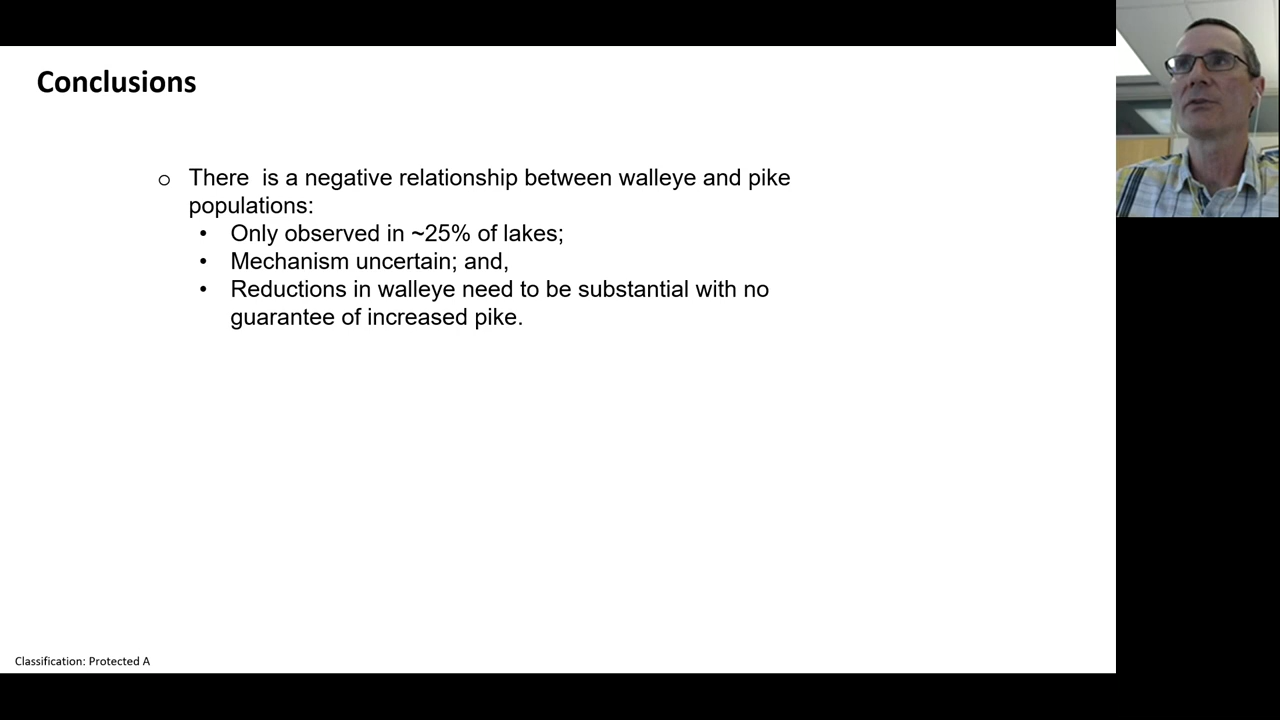 Conclusions
o There  is a negative relationship between walleye and pike
populations:
• Only observed in ~25% of lakes;
• Mechanism uncertain; and,
• Reductions in walleye need to be substantial with no
guarantee of increased pike.
Classification: Protected A